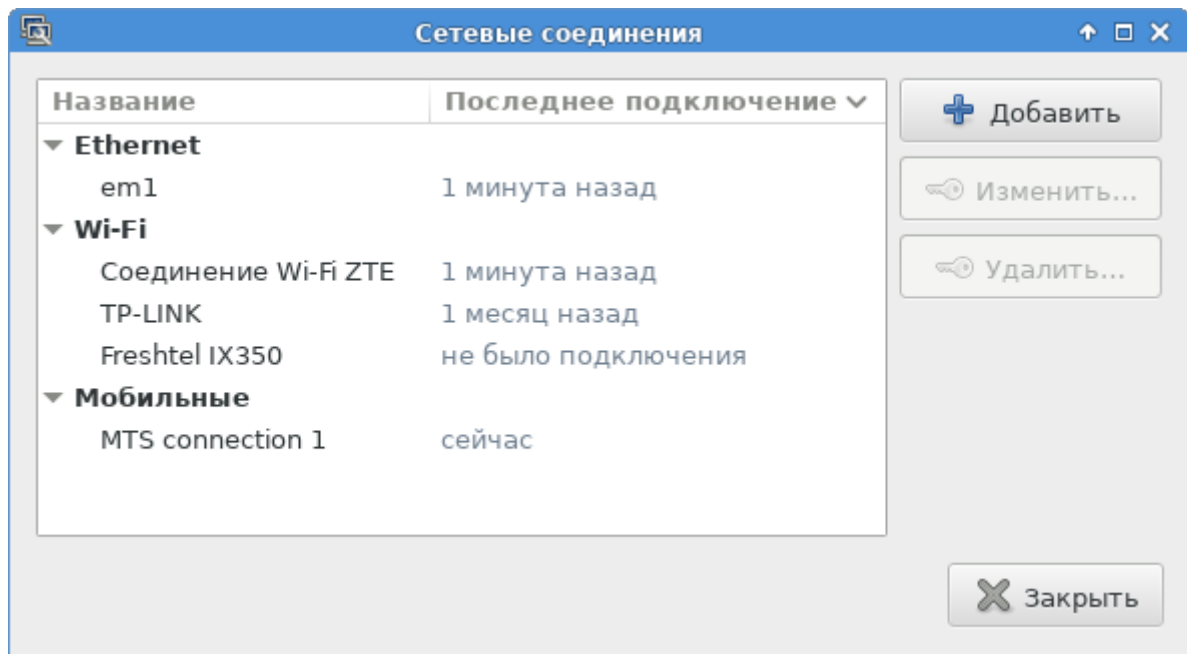 Сетевые соединения
Название Последнее подключение
Добавить
Ethernet
em1 1 минута назад
Изменить...
Wi-Fi
Соединение Wi-Fi ZTE 1 минута назад
Удалить...
TP-LINK 1 месяц назад
Freshtel IX350 не было подключения
Мобильные
MTS connection 1 сейчас
Закрыть